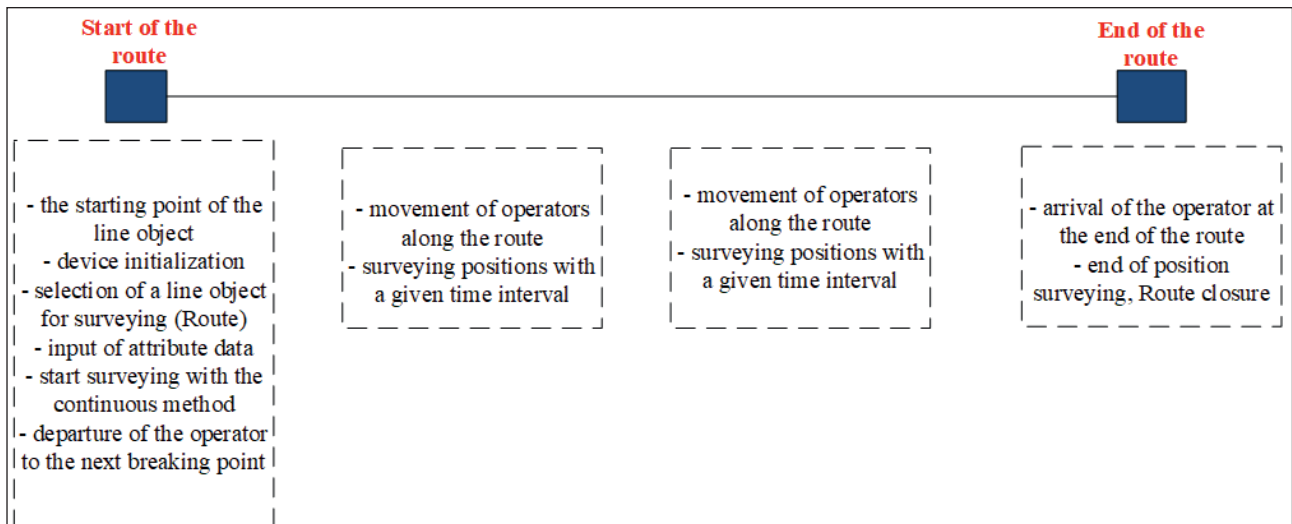 Start of the
route
End of the
route
- the starting point of the
line object
- device initialization
- selection of a line object
for surveying (Route)
- input of attribute data
- start surveying with the
continuous method
- departure of the operator
to the next breaking point
- movement of operators
along the route
- surveying positions with
a given time interval
- movement of operators
along the route
- surveying positions with
a given time interval
- arrival of the operator at
the end of the route
- end of position
surveying, Route closure